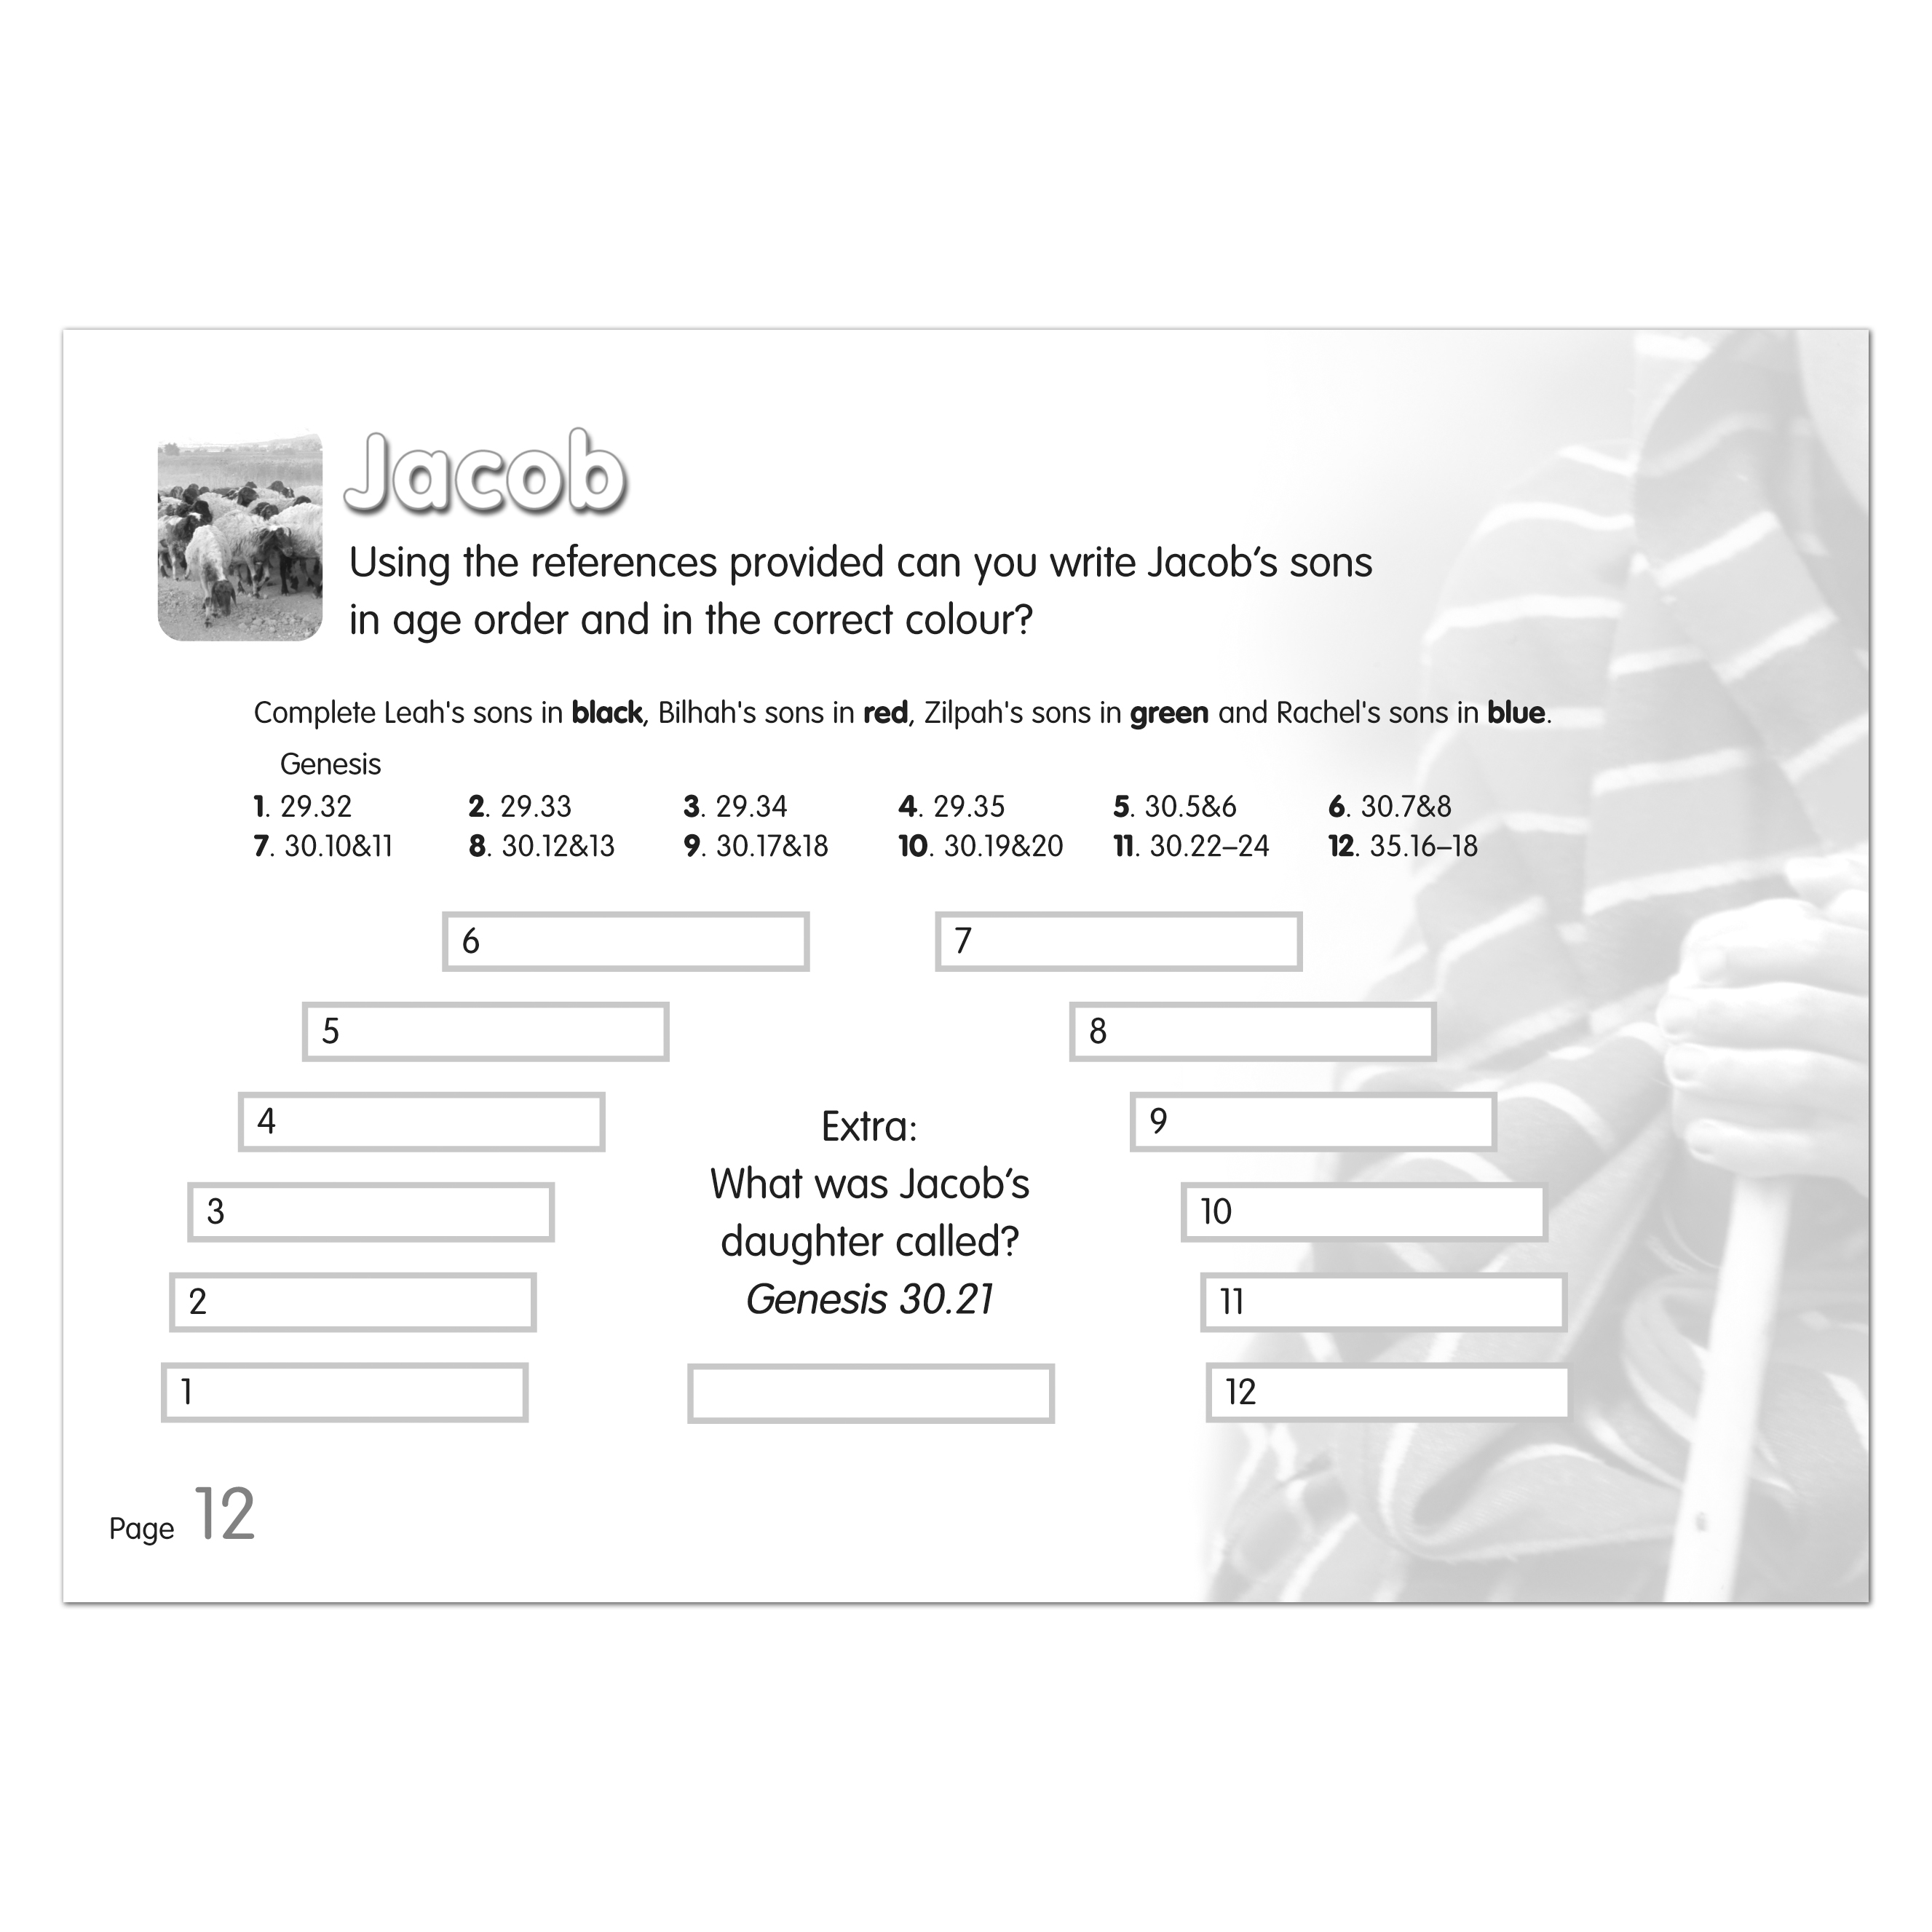 Jacob
Using the references provided can you write Jacob's sons
in age order and in the correct colour?
Complete Leah's sons in black, Bilhah's sons in red, Zilpah's sons in green and Rachel's sons in blue.
Genesis
1. 29.32 2. 29.33 3. 29.34 4. 29.35 5. 30.5&6 6. 30.7&8
7. 30.10&11 8. 30.12&13 9. 30.17&18 10. 30.19&20 11. 30.22–24 12. 35.16–18
6 7
5 8
4 9
Extra:
What was Jacob's
3 10
daughter called?
Genesis 30.21
2 11
1 12
Page 12